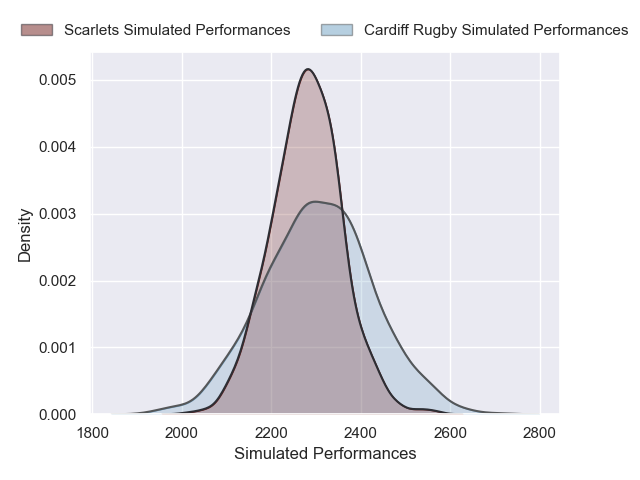 Scarlets Simulated Performances Cardiff Rugby Simulated Performances
0.005
0.004
0.003
0.002
0.001
0.000
Density
1800 2000 2200 2400 2600 2800
Simulated Performances